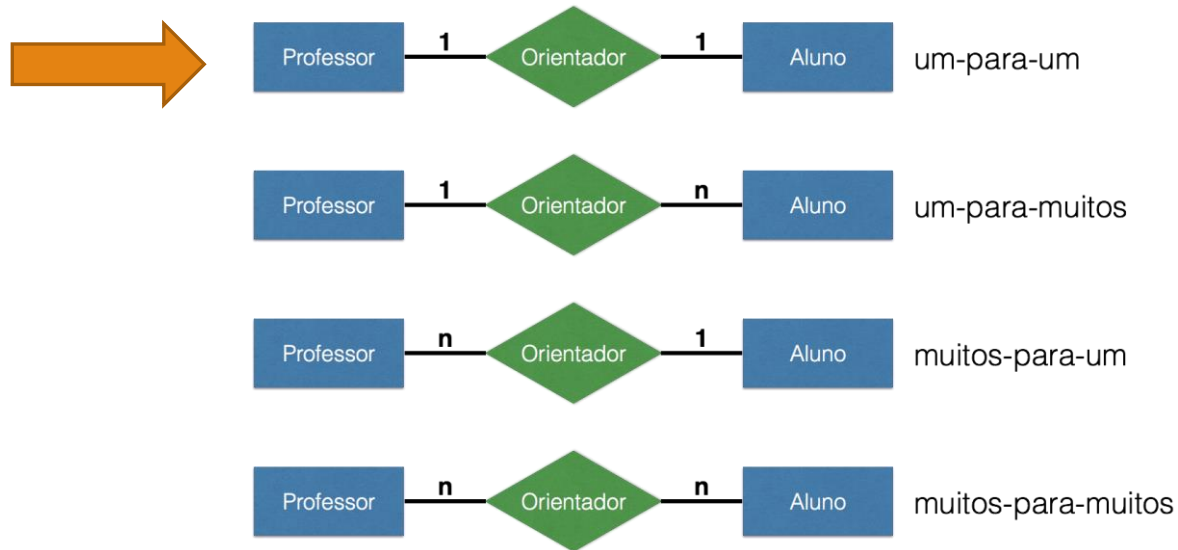 Professor 1 Orientador 1 Aluno um-para-um
Professor 1 Orientador n Aluno um-para-muitos
Professor n Orientador 1 Aluno muitos-para-um
Professor n Orientador n Aluno muitos-para-muitos